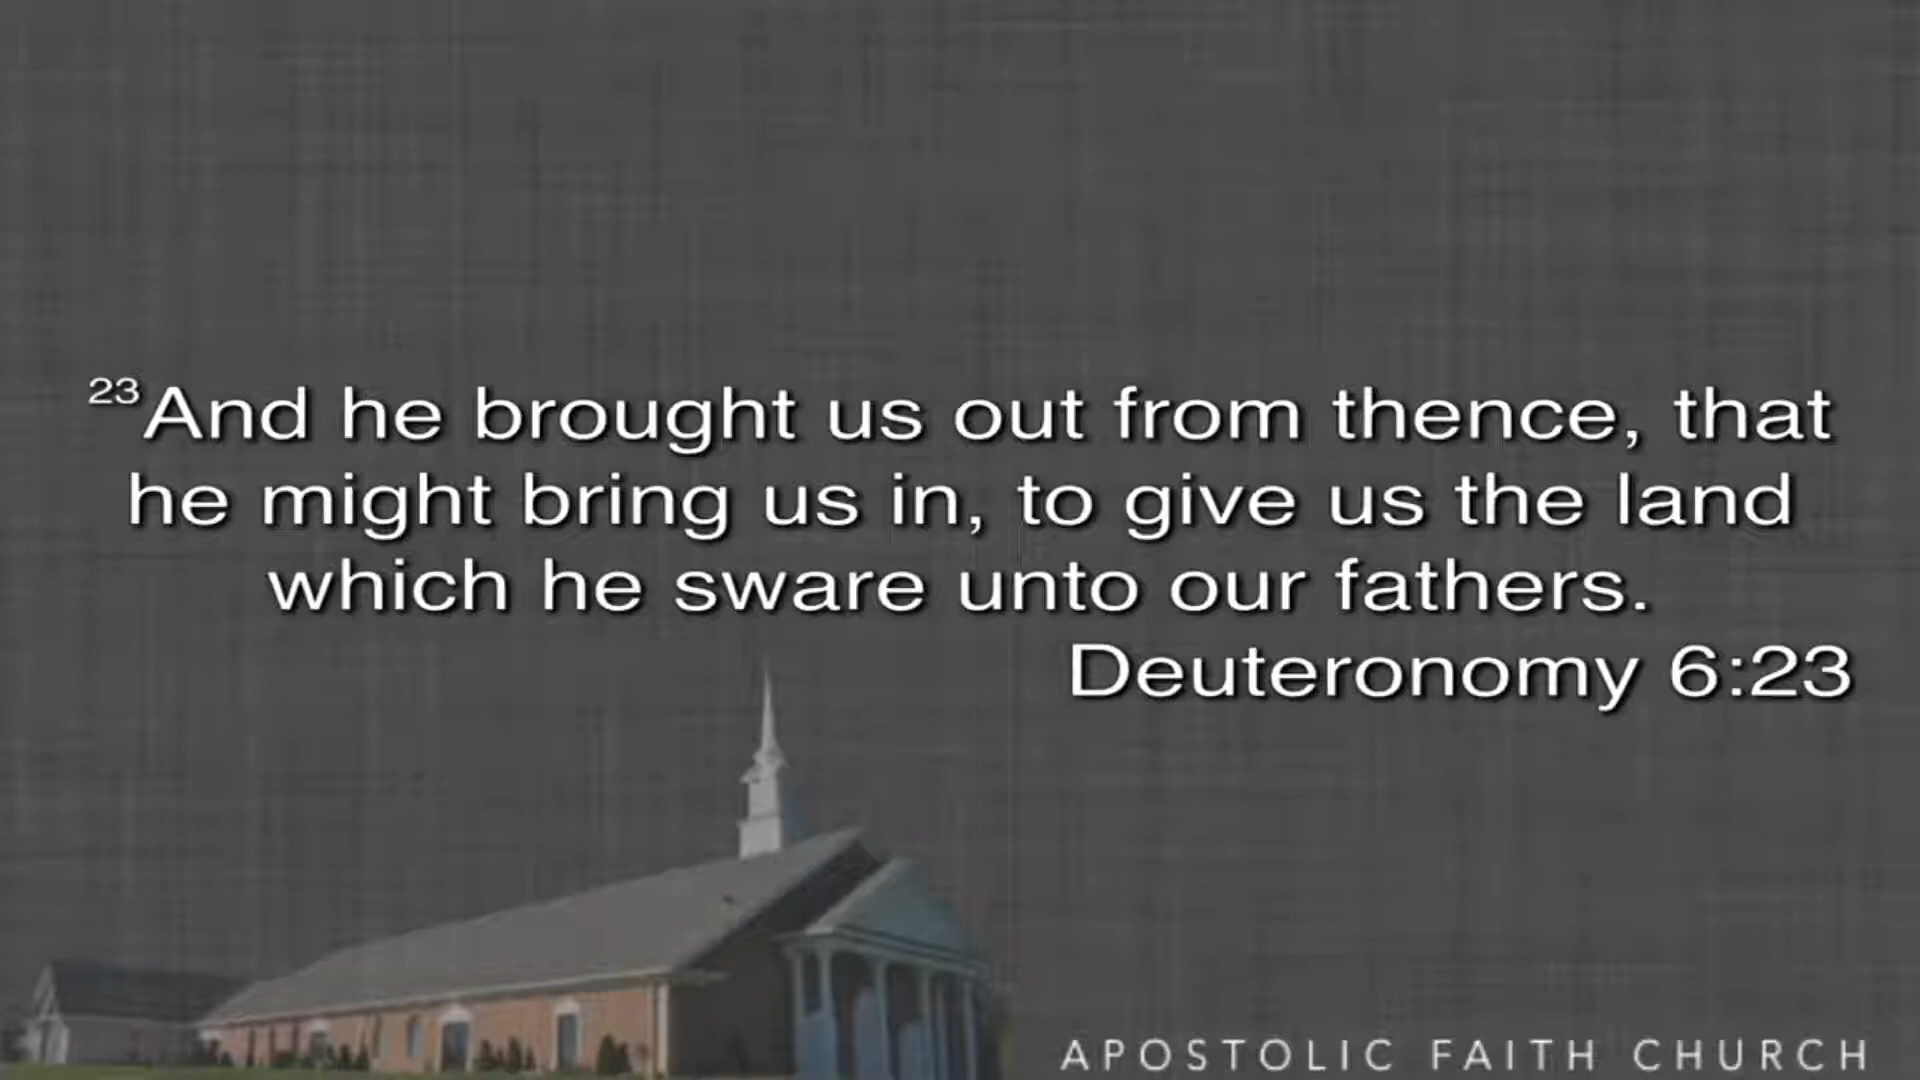 23And he brought us out from thence, that
he might bring us in, to give us the land
which he sware unto our fathers.
Deuteronomy 6:23
APOSTOLIC FAITH CHURCH